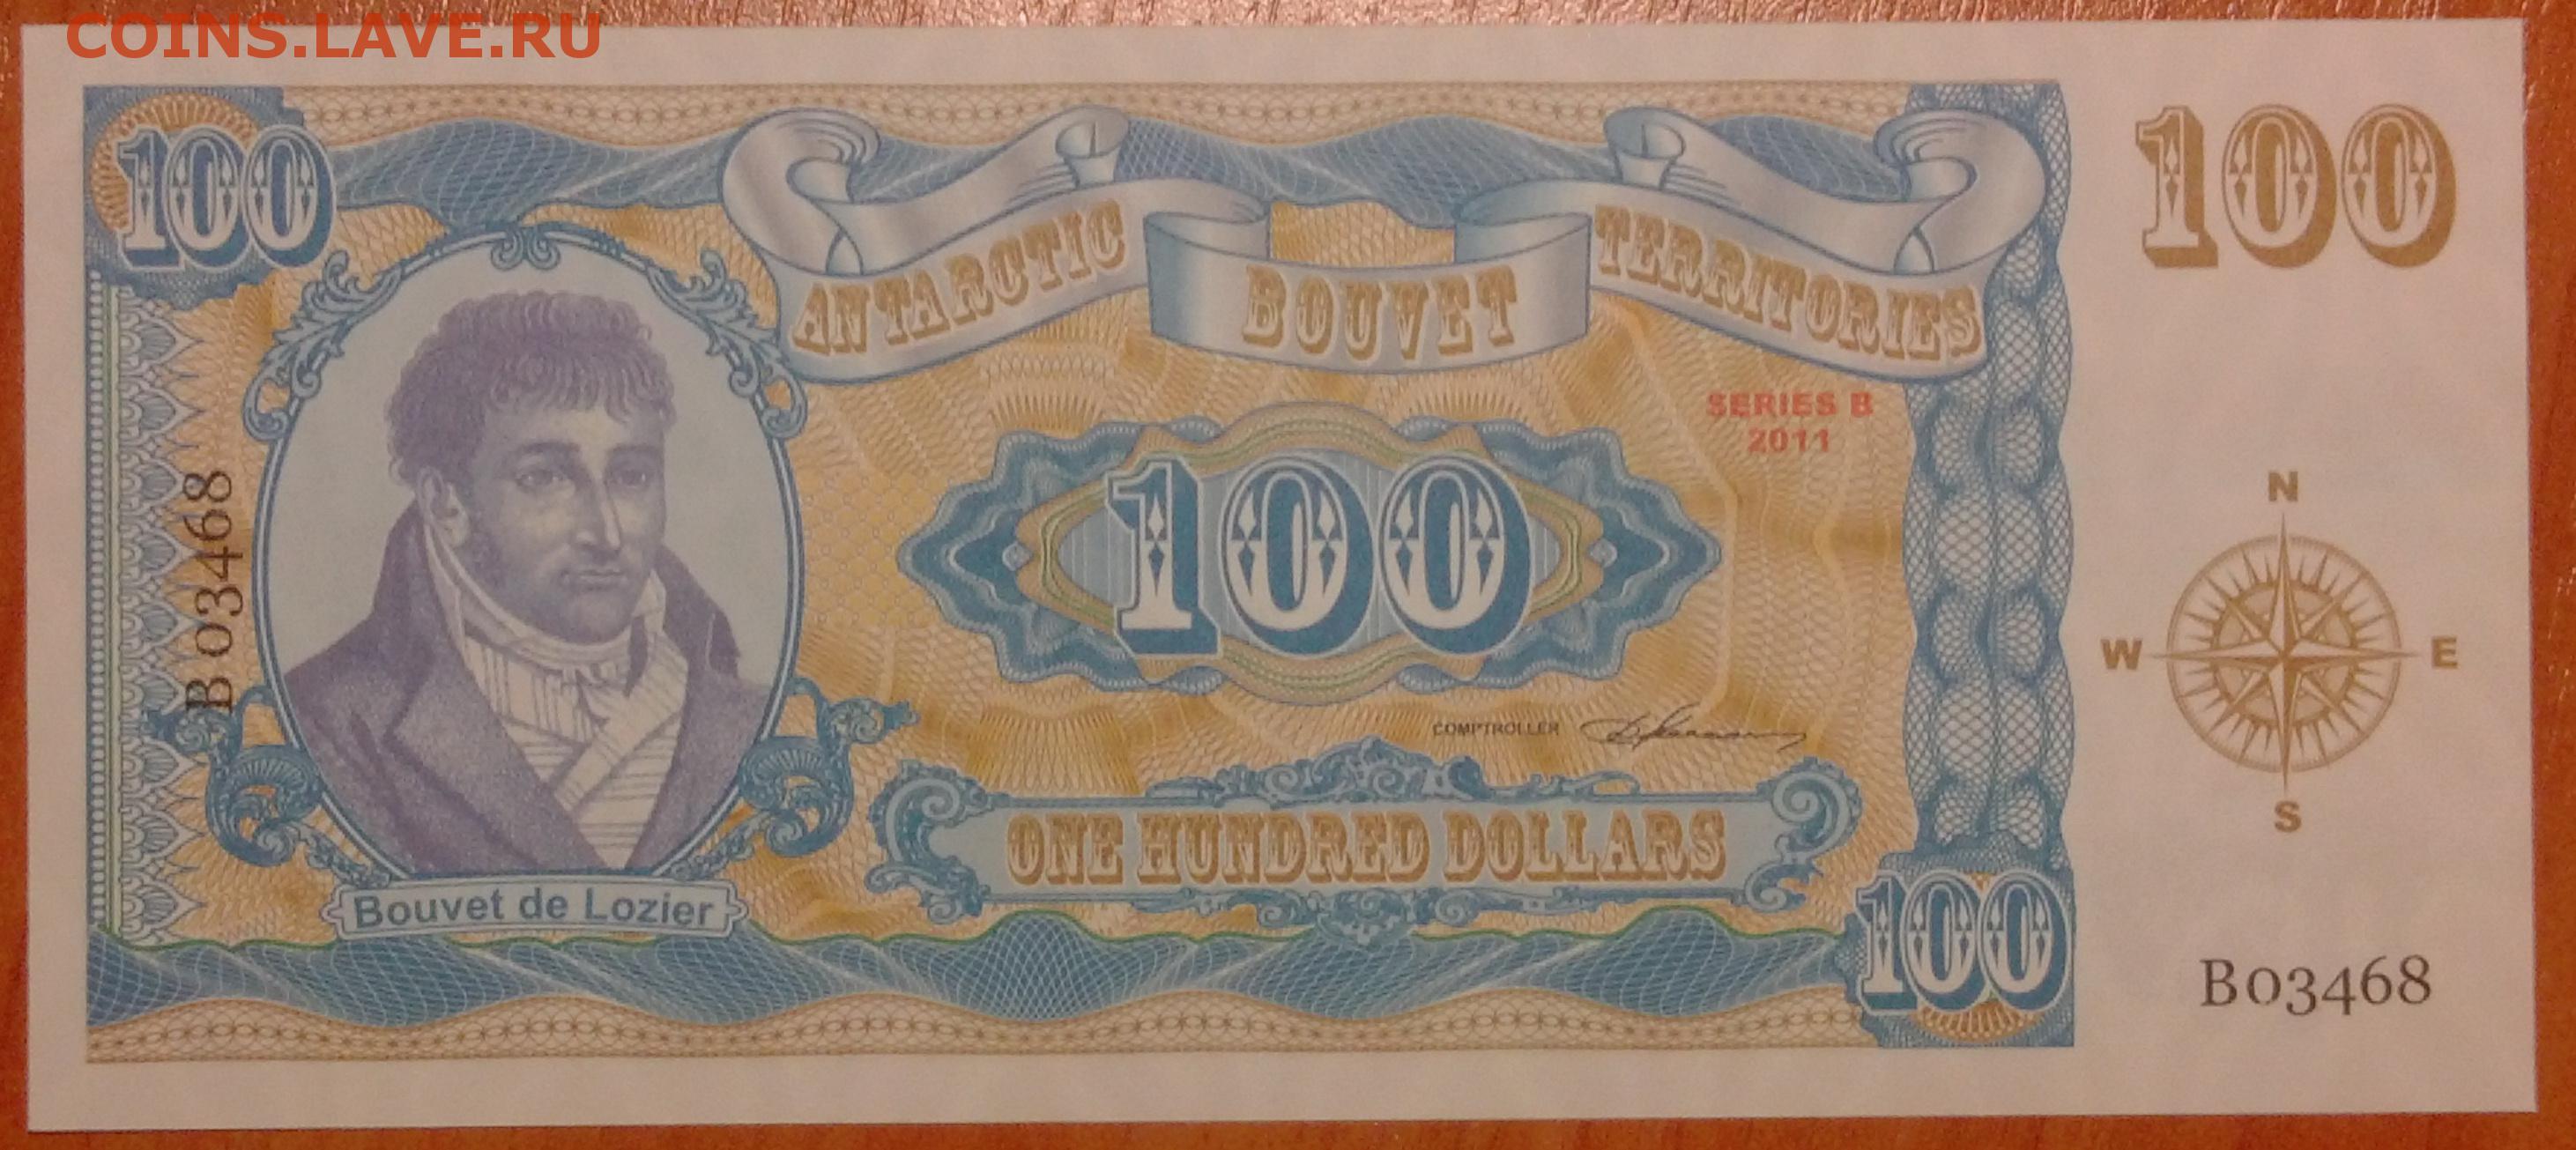 COINS.LAVE.RU
100
100
ANTARCTIC BOUVET TERRITORIES
SERIES B
2011
N
W E
S
B 03468
100
COMPTROLLER
ONE HUNDRED DOLLARS
Bouvet de Lozier
100
B03468